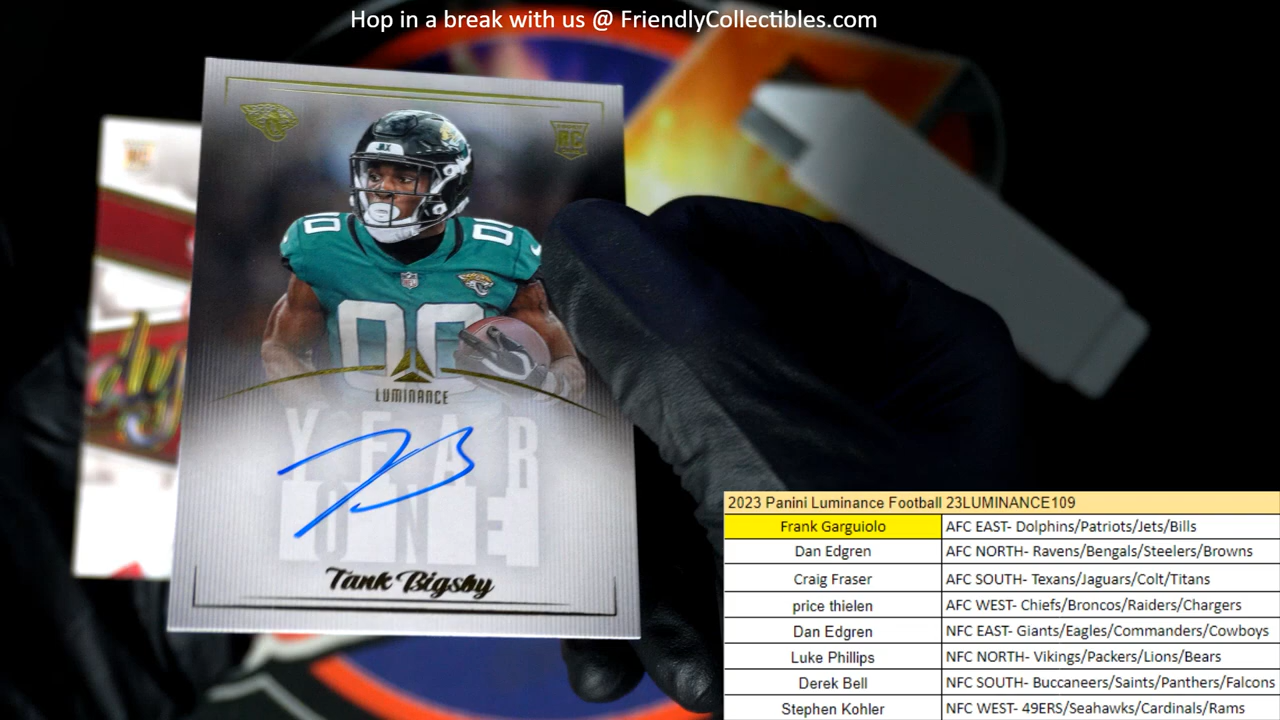 Hop in a break with us @ FriendlyCollectibles.com
RC
RC
00
00
00
LUMINANCE
YEAR
ONE
Tank Bigsby
2023 Panini Luminance Football 23LUMINANCE109
Frank Garguiolo AFC EAST- Dolphins/Patriots/Jets/Bills
Dan Edgren AFC NORTH- Ravens/Bengals/Steelers/Browns
Craig Fraser AFC SOUTH- Texans/Jaguars/Colt/Titans
price thielen AFC WEST- Chiefs/Broncos/Raiders/Chargers
Dan Edgren NFC EAST- Giants/Eagles/Commanders/Cowboys
Luke Phillips NFC NORTH- Vikings/Packers/Lions/Bears
Derek Bell NFC SOUTH- Buccaneers/Saints/Panthers/Falcons
Stephen Kohler NFC WEST- 49ERS/Seahawks/Cardinals/Rams